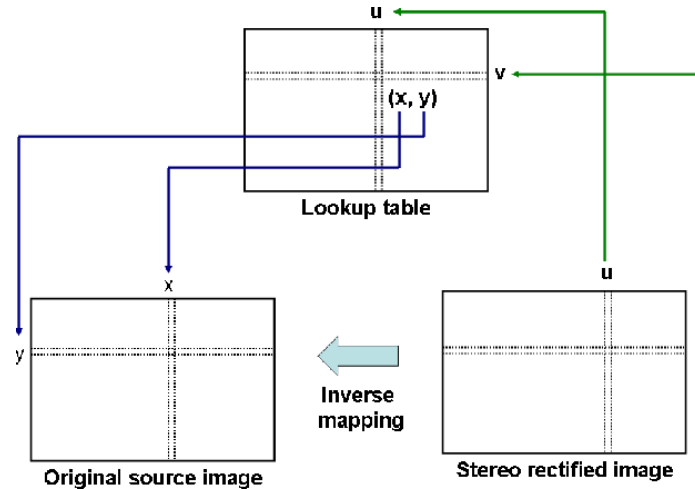 u
v
(x, y)
Lookup table
x
u
y
Inverse
mapping
Original source image
Stereo rectified image